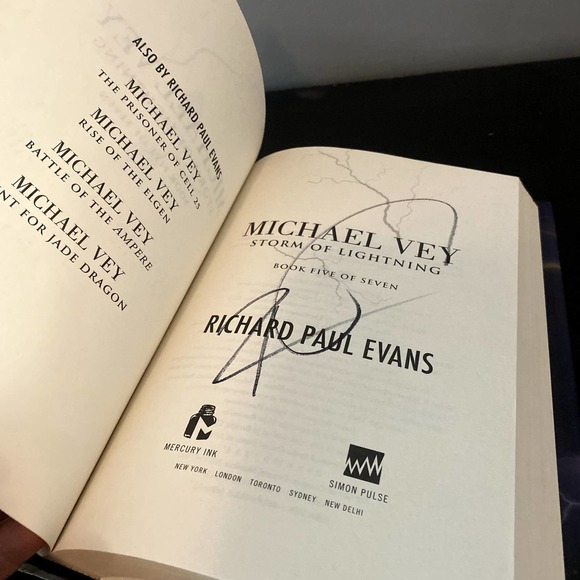 ALSO BY RICHARD PAUL EVANS
MICHAEL VEY
THE PRISONER OF CELL 25
MICHAEL VEY
RISE OF THE ELGEN
MICHAEL VEY
BATTLE OF THE AMPERE
MICHAEL VEY
FOR JADE DRAGON
MICHAEL VEY
STORM OF LIGHTNING
BOOK FIVE OF SEVEN
RICHARD PAUL EVANS
MERCURY INK
SIMON PULSE
NEW YORK LONDON TORONTO SYDNEY NEW DELHI